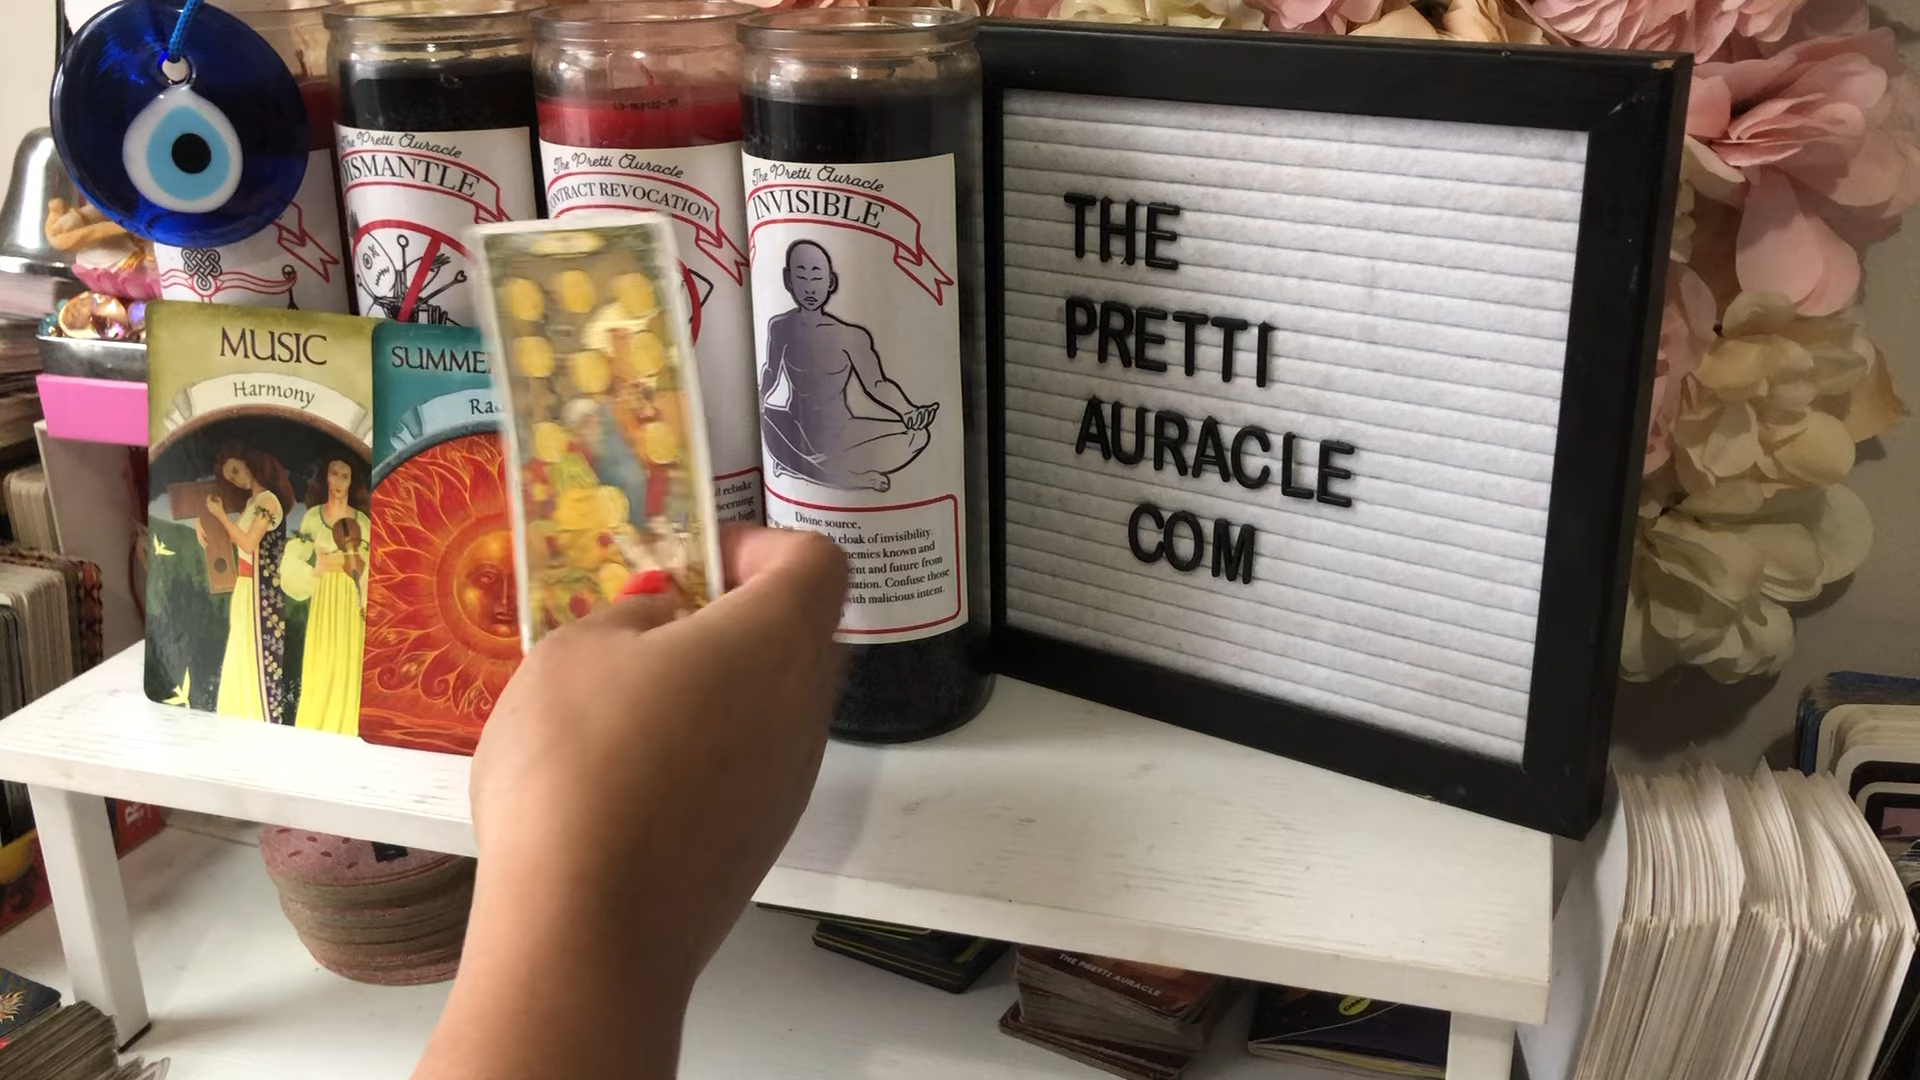 The Pretti Auracle
DISMANTLE
The Pretti Auracle
CONTRACT REVOCATION
The Pretti Auracle
INVISIBLE
MUSIC
Harmony
SUMME
Ra
rebuke
Divine source,
cloak of invisibility.
enemies known and
and future from
Confuse those
with malicious intent.
THE
PRETTI
AURACLE
COM
THE PRETTI AURACLE